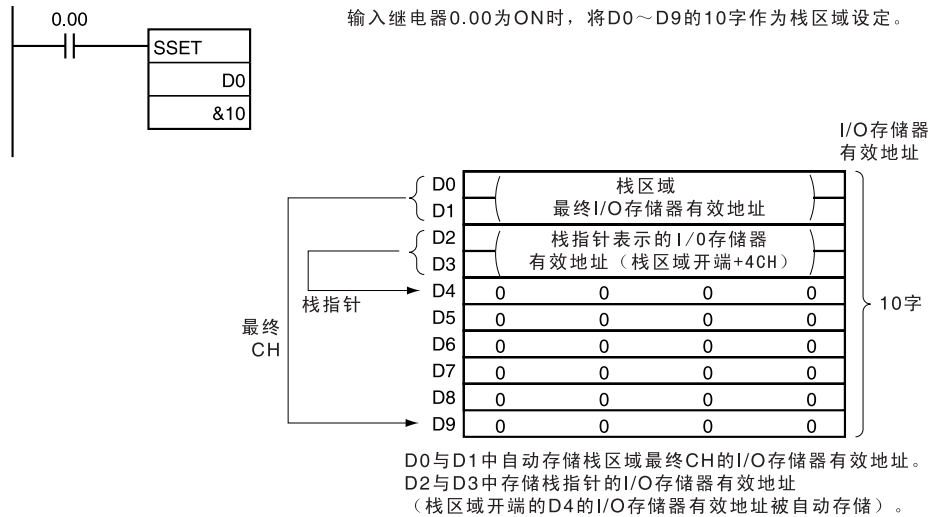 0.00
输入继电器0.00为ON时，将D0～D9的10字作为栈区域设定。
SSET
D0
&10
I/O存储器
有效地址
D0 栈区域
D1 最终I/O存储器有效地址
D2 栈指针表示的I/O存储器
D3 有效地址（栈区域开端+4CH）
D4 0 0 0 0
栈指针
10字
D5 0 0 0 0
最终
CH
D6 0 0 0 0
D7 0 0 0 0
D8 0 0 0 0
D9 0 0 0 0
D0与D1中自动存储栈区域最终CH的I/O存储器有效地址。
D2与D3中存储栈指针的I/O存储器有效地址
（栈区域开端的D4的I/O存储器有效地址被自动存储）。